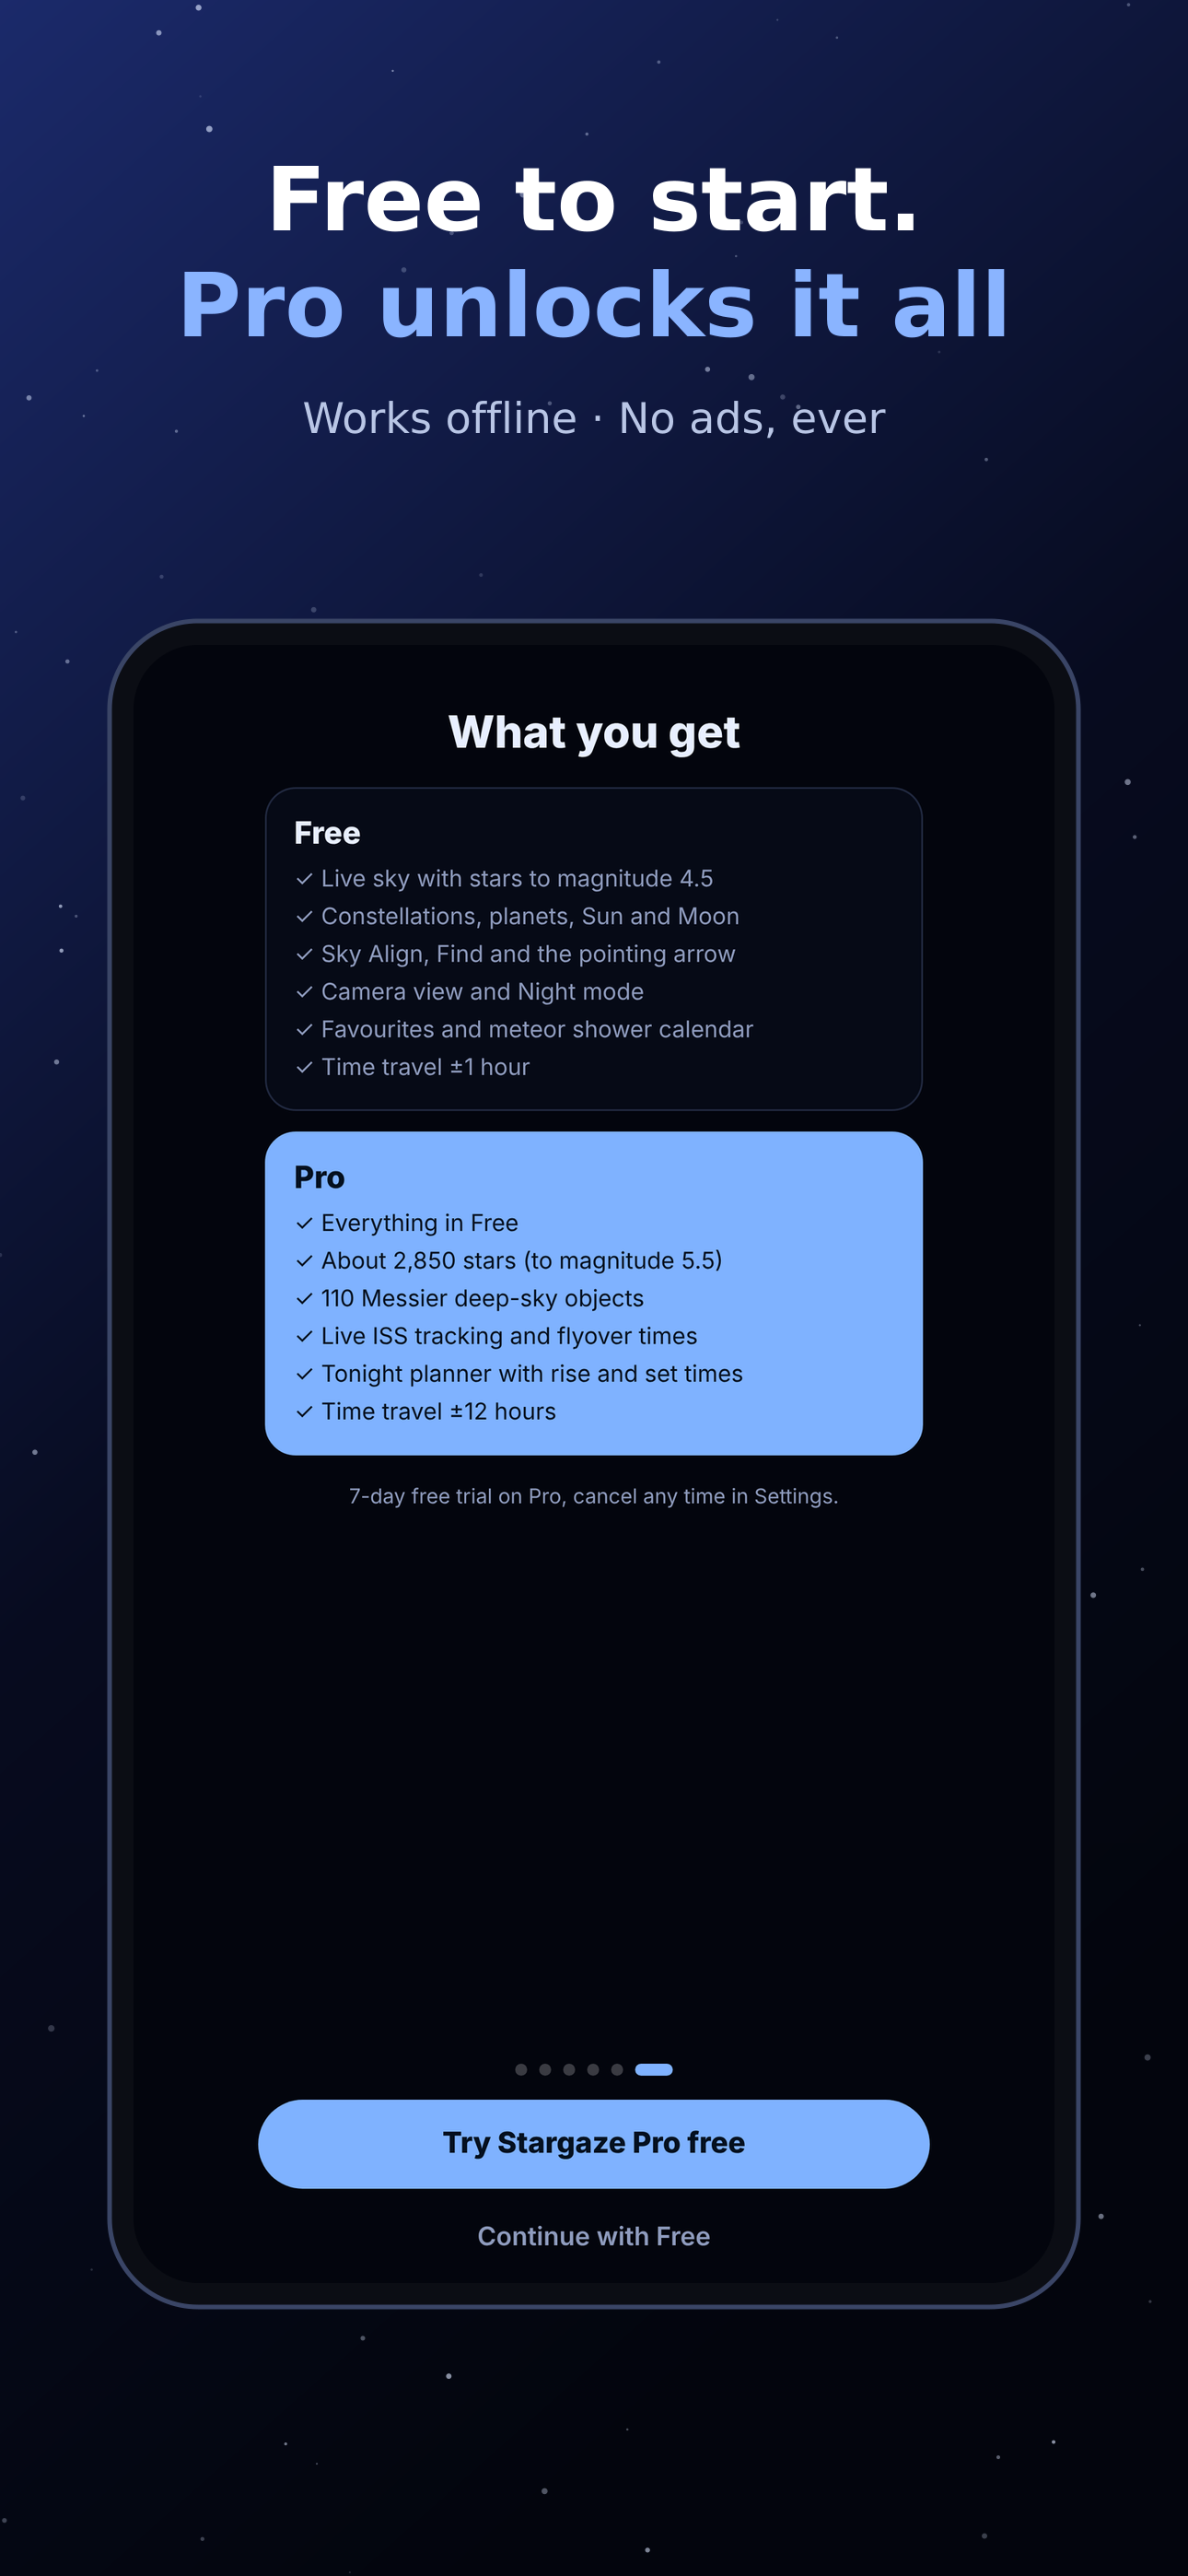 Free to start.
Pro unlocks it all
Works offline · No ads, ever
What you get
Free
✓ Live sky with stars to magnitude 4.5
✓ Constellations, planets, Sun and Moon
✓ Sky Align, Find and the pointing arrow
✓ Camera view and Night mode
✓ Favourites and meteor shower calendar
✓ Time travel ±1 hour
Pro
✓ Everything in Free
✓ About 2,850 stars (to magnitude 5.5)
✓ 110 Messier deep-sky objects
✓ Live ISS tracking and flyover times
✓ Tonight planner with rise and set times
✓ Time travel ±12 hours
7-day free trial on Pro, cancel any time in Settings.
Try Stargaze Pro free
Continue with Free